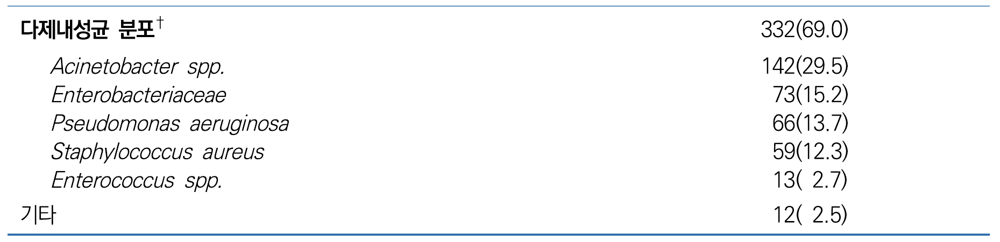 다제내성균 분포† 332(69.0)
Acinetobacter spp. 142(29.5)
Enterobacteriaceae 73(15.2)
Pseudomonas aeruginosa 66(13.7)
Staphylococcus aureus 59(12.3)
Enterococcus spp. 13( 2.7)
기타 12( 2.5)